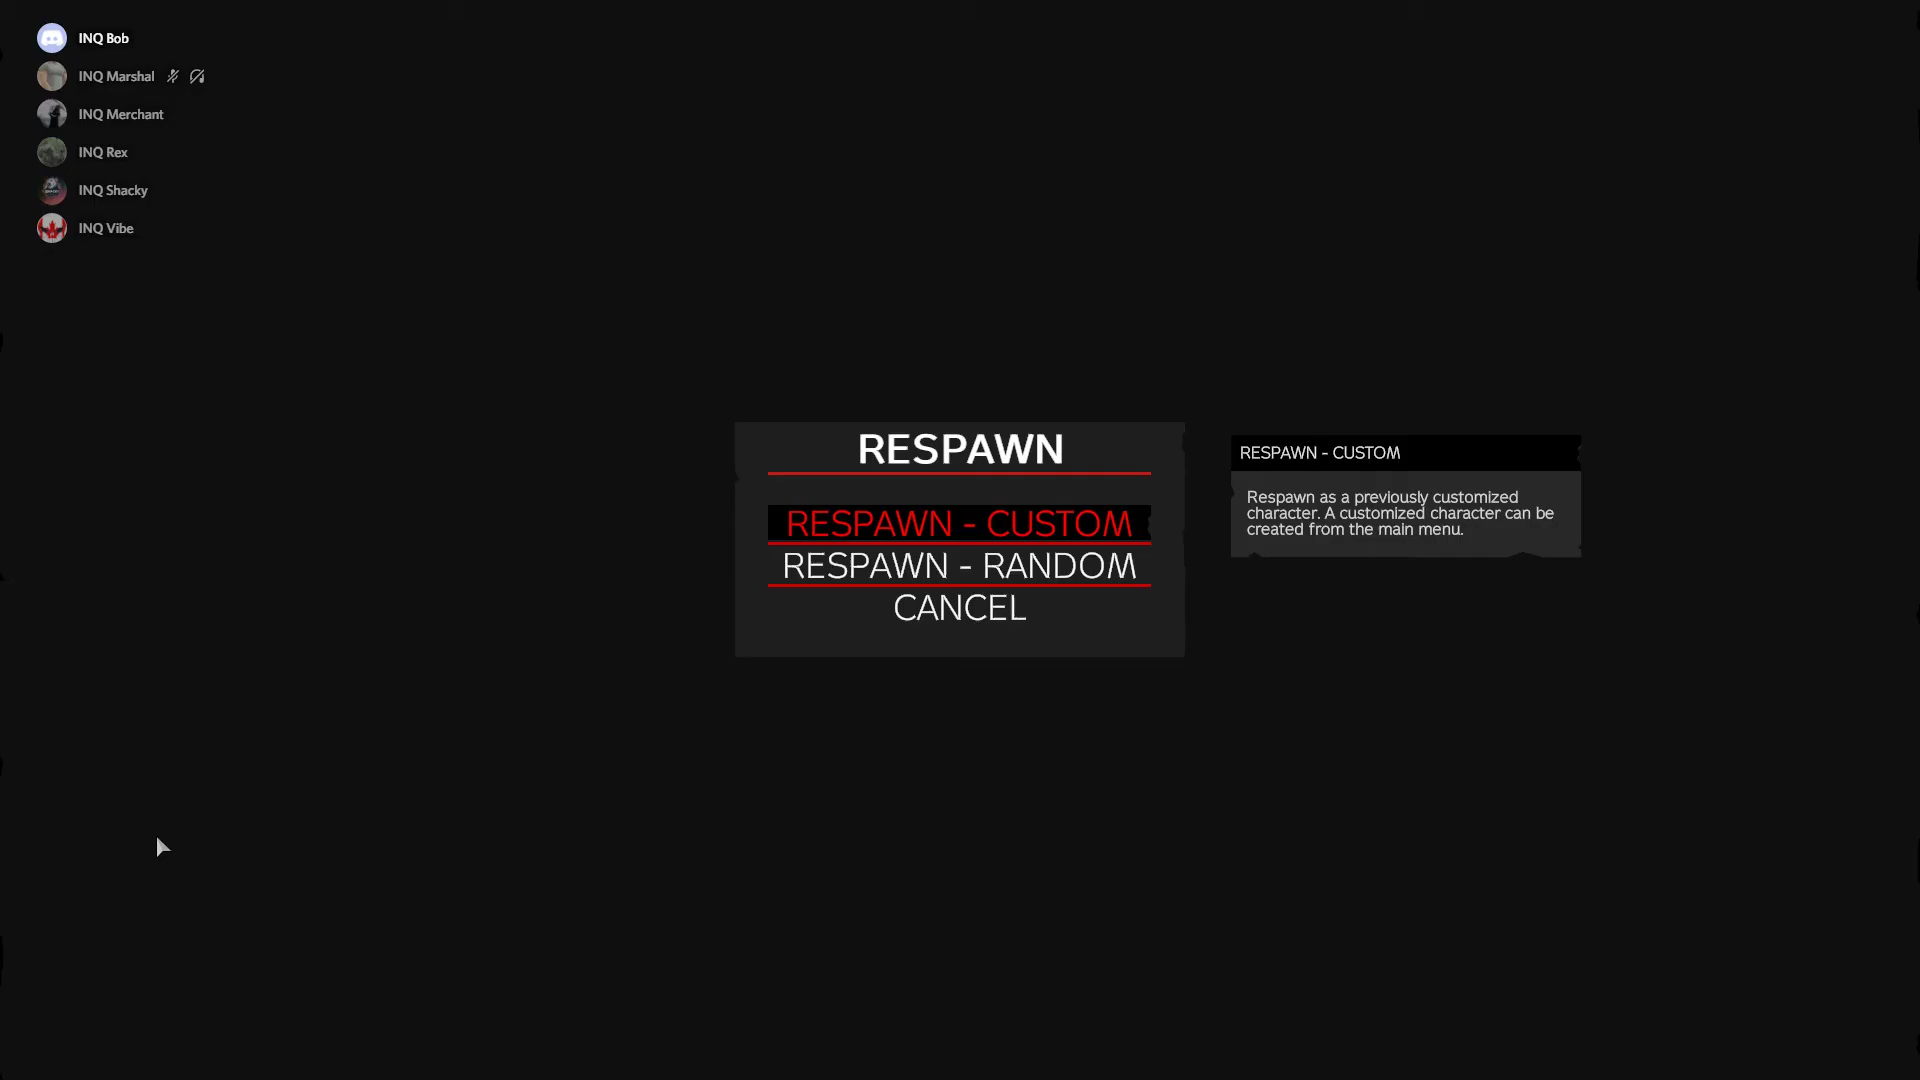 INQ Bob
INQ Marshal
INQ Merchant
INQ Rex
INQ Shacky
INQ Vibe
RESPAWN
RESPAWN - CUSTOM
RESPAWN - RANDOM
CANCEL
RESPAWN - CUSTOM
Respawn as a previously customized
character. A customized character can be
created from the main menu.